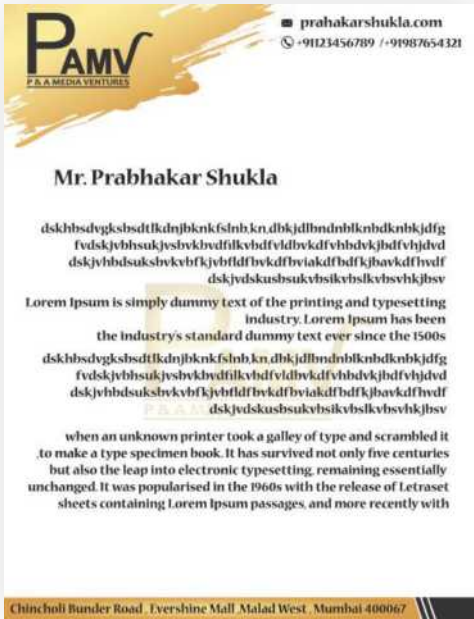 PAMV
P & A MEDIA VENTURES
prahakarshukla.com
+91123456789 /+91987654321
Mr. Prabhakar Shukla
dskhbsdvgksbsdtlkdnjbknkfslnb,kn,dbkjdlbndnblknbdknbkjdfg
fvdskjvbhsukjvsbvkbvdfilkvbdfvldbvkdfvhbdvkjbdfvhjdvd
dskjvhbdsuksbvkvbfkjvbfldfbvkdfbviakdfbdfkjbavkdfhvdf
dskjvdskusbsukvbsikvbslkvbsvhkjbsv
Lorem Ipsum is simply dummy text of the printing and typesetting
industry. Lorem Ipsum has been
the industry's standard dummy text ever since the 1500s
dskhbsdvgksbsdtlkdnjbknkfslnb,kn,dbkjdlbndnblknbdknbkjdfg
fvdskjvbhsukjvsbvkbvdfilkvbdfvldbvkdfvhbdvkjbdfvhjdvd
dskjvhbdsuksbvkvbfkjvbfldfbvkdfbviakdfbdfkjbavkdfhvdf
dskjvdskusbsukvbsikvbslkvbsvhkjbsv
when an unknown printer took a galley of type and scrambled it
,to make a type specimen book. It has survived not only five centuries
but also the leap into electronic typesetting, remaining essentially
unchanged. It was popularised in the 1960s with the release of Letraset
sheets containing Lorem Ipsum passages, and more recently with
Chincholi Bunder Road , Evershine Mall ,Malad West , Mumbai 400067